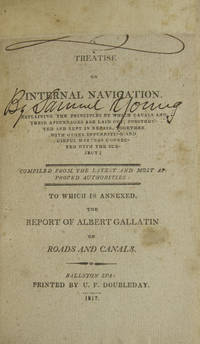 A
TREATISE
ON
INTERNAL NAVIGATION.
By Samuel Young
EXPLAINING THE PRINCIPLES BY WHICH CANALS AND
THEIR APPENDAGES ARE LAID OUT, CONSTRUCT-
ED AND KEPT IN REPAIR, TOGETHER
WITH OTHER INTERESTING AND
USEFUL MATTERS CONNEC-
TED WITH THE SUB-
JECT;
COMPILED FROM THE LATEST AND MOST AP-
PROVED AUTHORITIES.
TO WHICH IS ANNEXED,
THE
REPORT OF ALBERT GALLATIN
ON
ROADS AND CANALS.
BALLSTON SPA:
PRINTED BY U. F. DOUBLEDAY.
1817.